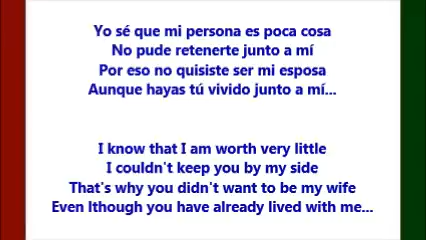 Yo sé que mi persona es poca cosa
No pude retenerte junto a mí
Por eso no quisiste ser mi esposa
Aunque hayas tú vivido junto a mí...
I know that I am worth very little
I couldn't keep you by my side
That's why you didn't want to be my wife
Even lthough you have already lived with me...